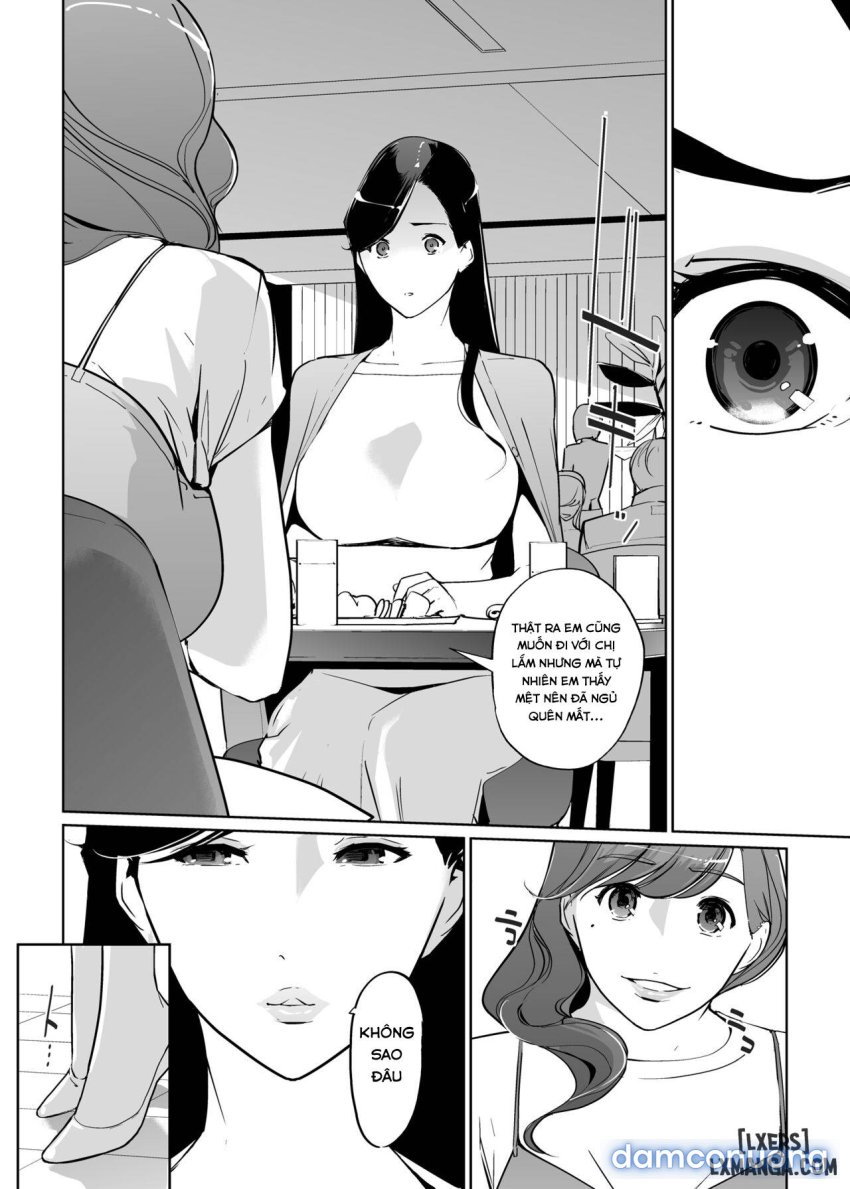 THẬT RA EM CŨNG
MUỐN ĐI VỚI CHỊ
LẮM NHƯNG MÀ TỰ
NHIÊN EM THẤY
MỆT NÊN ĐÃ NGỦ
QUÊN MẤT...
KHÔNG
SAO
ĐÂU
[LXERS]
damconuong
LXMANGA.COM